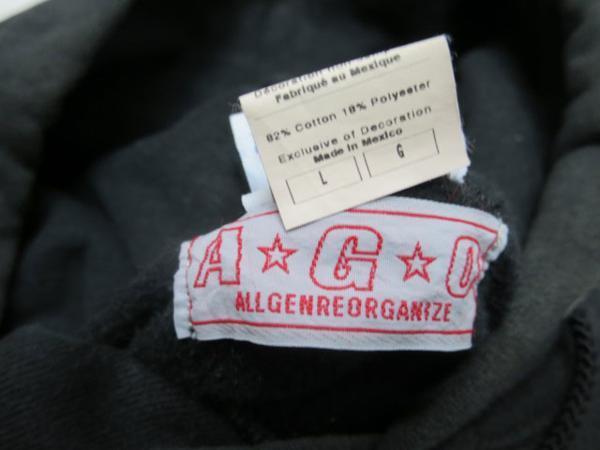 Fabriqué au Mexique
82% Cotton 18% Polyester
Exclusive of Decoration
Made in Mexico
L G
A☆G☆O
ALLGENREORGANIZE